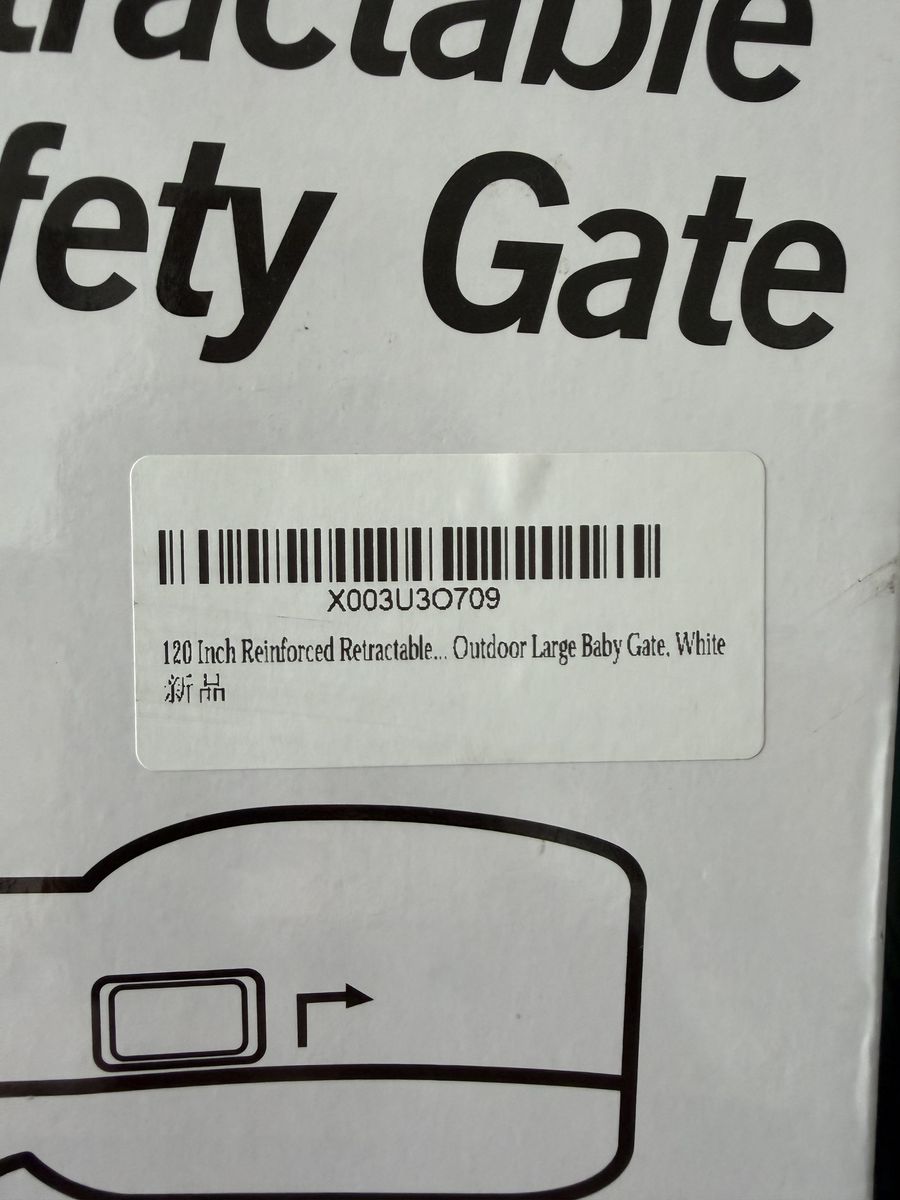 tractable
fety Gate
X003U3O709
120 Inch Reinforced Retractable... Outdoor Large Baby Gate, White
新品